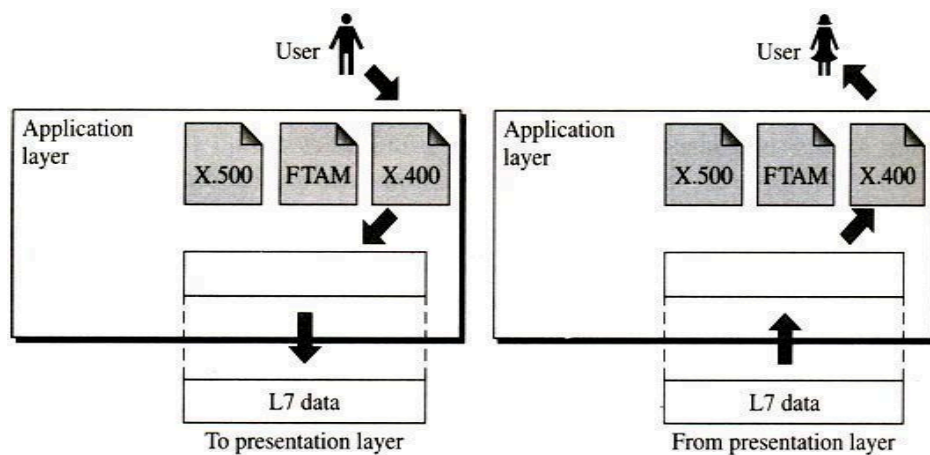 User
Application
layer
X.500
FTAM
X.400
L7 data
To presentation layer
User
Application
layer
X.500
FTAM
X.400
L7 data
From presentation layer